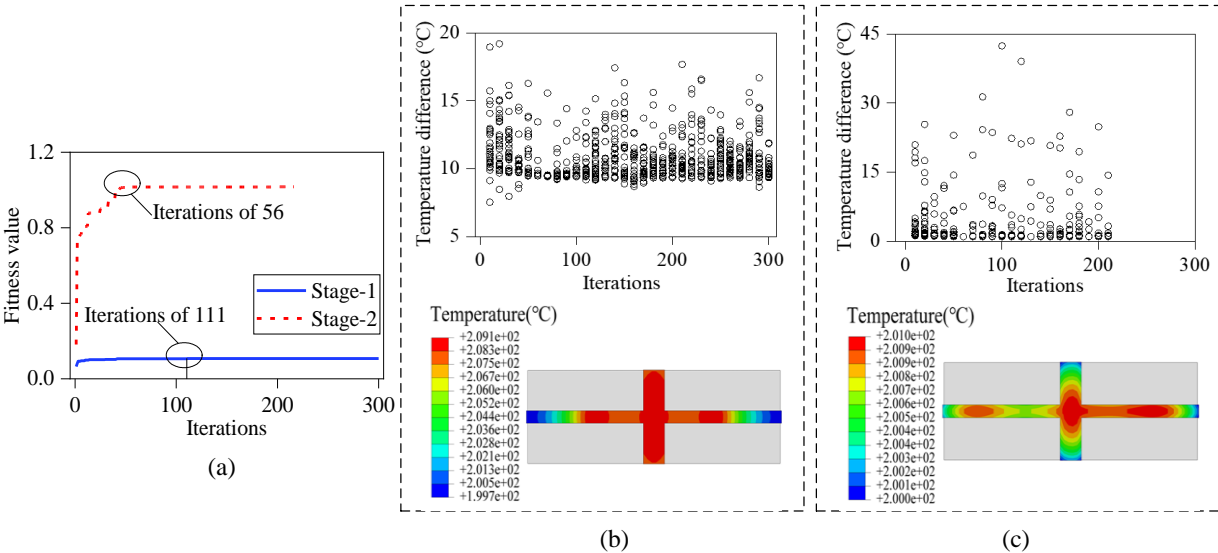 1.2
0.8
0.4
0.0
0
100
200
300
Fitness value
Iterations
Iterations of 56
Stage-1
Stage-2
Iterations of 111
(a)
20
15
10
5
0
100
200
300
Temperature difference (℃)
Iterations
Temperature(℃)
+2.091e+02
+2.083e+02
+2.075e+02
+2.067e+02
+2.060e+02
+2.052e+02
+2.044e+02
+2.036e+02
+2.028e+02
+2.021e+02
+2.013e+02
+2.005e+02
+1.997e+02
(b)
45
30
15
0
0
100
200
300
Temperature difference (℃)
Iterations
Temperature(℃)
+2.010e+02
+2.009e+02
+2.009e+02
+2.008e+02
+2.007e+02
+2.006e+02
+2.005e+02
+2.004e+02
+2.003e+02
+2.002e+02
+2.001e+02
+2.000e+02
(c)